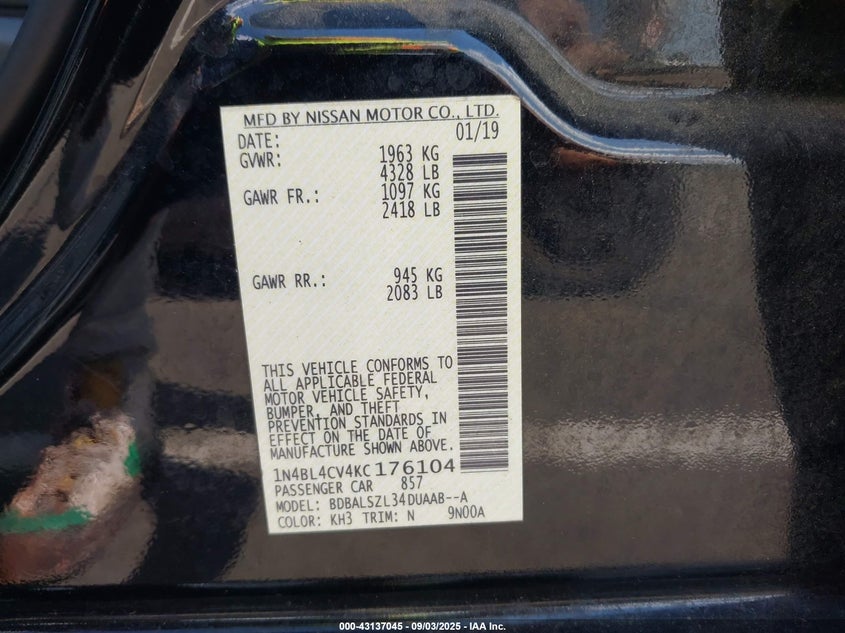 MFD BY NISSAN MOTOR CO., LTD.
DATE: 01/19
GVWR: 1963 KG
4328 LB
GAWR FR.: 1097 KG
2418 LB
GAWR RR.: 945 KG
2083 LB
THIS VEHICLE CONFORMS TO
ALL APPLICABLE FEDERAL
MOTOR VEHICLE SAFETY,
BUMPER, AND THEFT
PREVENTION STANDARDS IN
EFFECT ON THE DATE OF
MANUFACTURE SHOWN ABOVE.
1N4BL4CV4KC176104
PASSENGER CAR 857
MODEL: BDBALSZL34DUAAB--A
COLOR: KH3 TRIM: N 9N00A
000-43137045 - 09/03/2025 - IAA Inc.